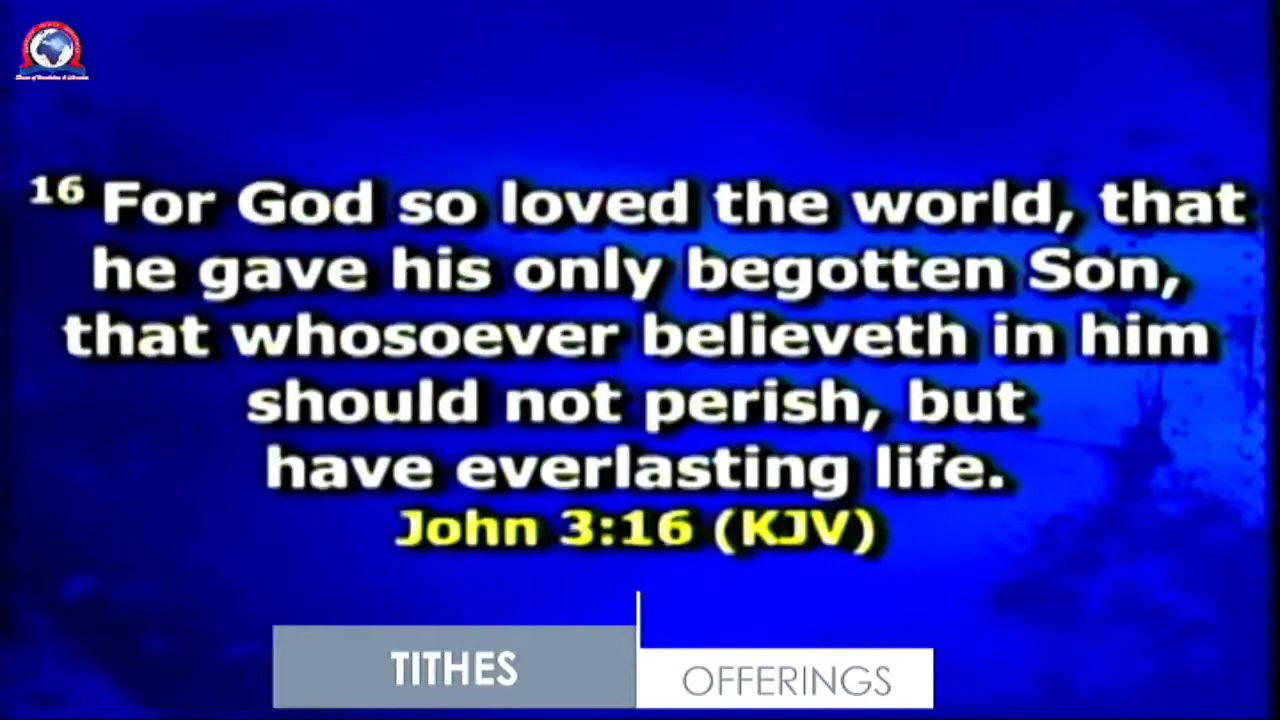 16 For God so loved the world, that
he gave his only begotten Son,
that whosoever believeth in him
should not perish, but
have everlasting life.
John 3:16 (KJV)
TITHES
OFFERINGS